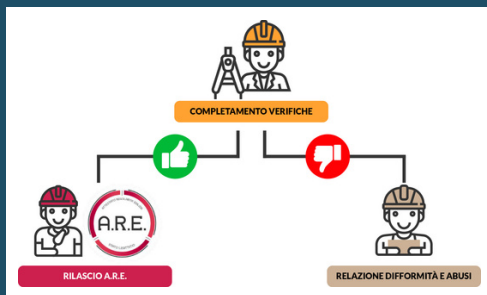 COMPLETAMENTO VERIFICHE
A.R.E.
RILASCIO A.R.E.
RELAZIONE DIFFORMITÀ E ABUSI